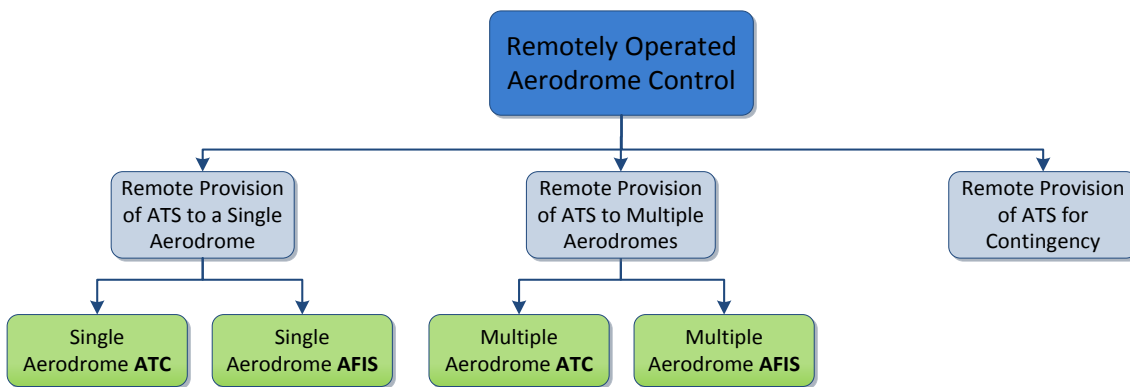 Remotely Operated
Aerodrome Control
Remote Provision
of ATS to a Single
Aerodrome
Remote Provision
of ATS to Multiple
Aerodromes
Remote Provision
of ATS for
Contingency
Single
Aerodrome ATC
Single
Aerodrome AFIS
Multiple
Aerodrome ATC
Multiple
Aerodrome AFIS